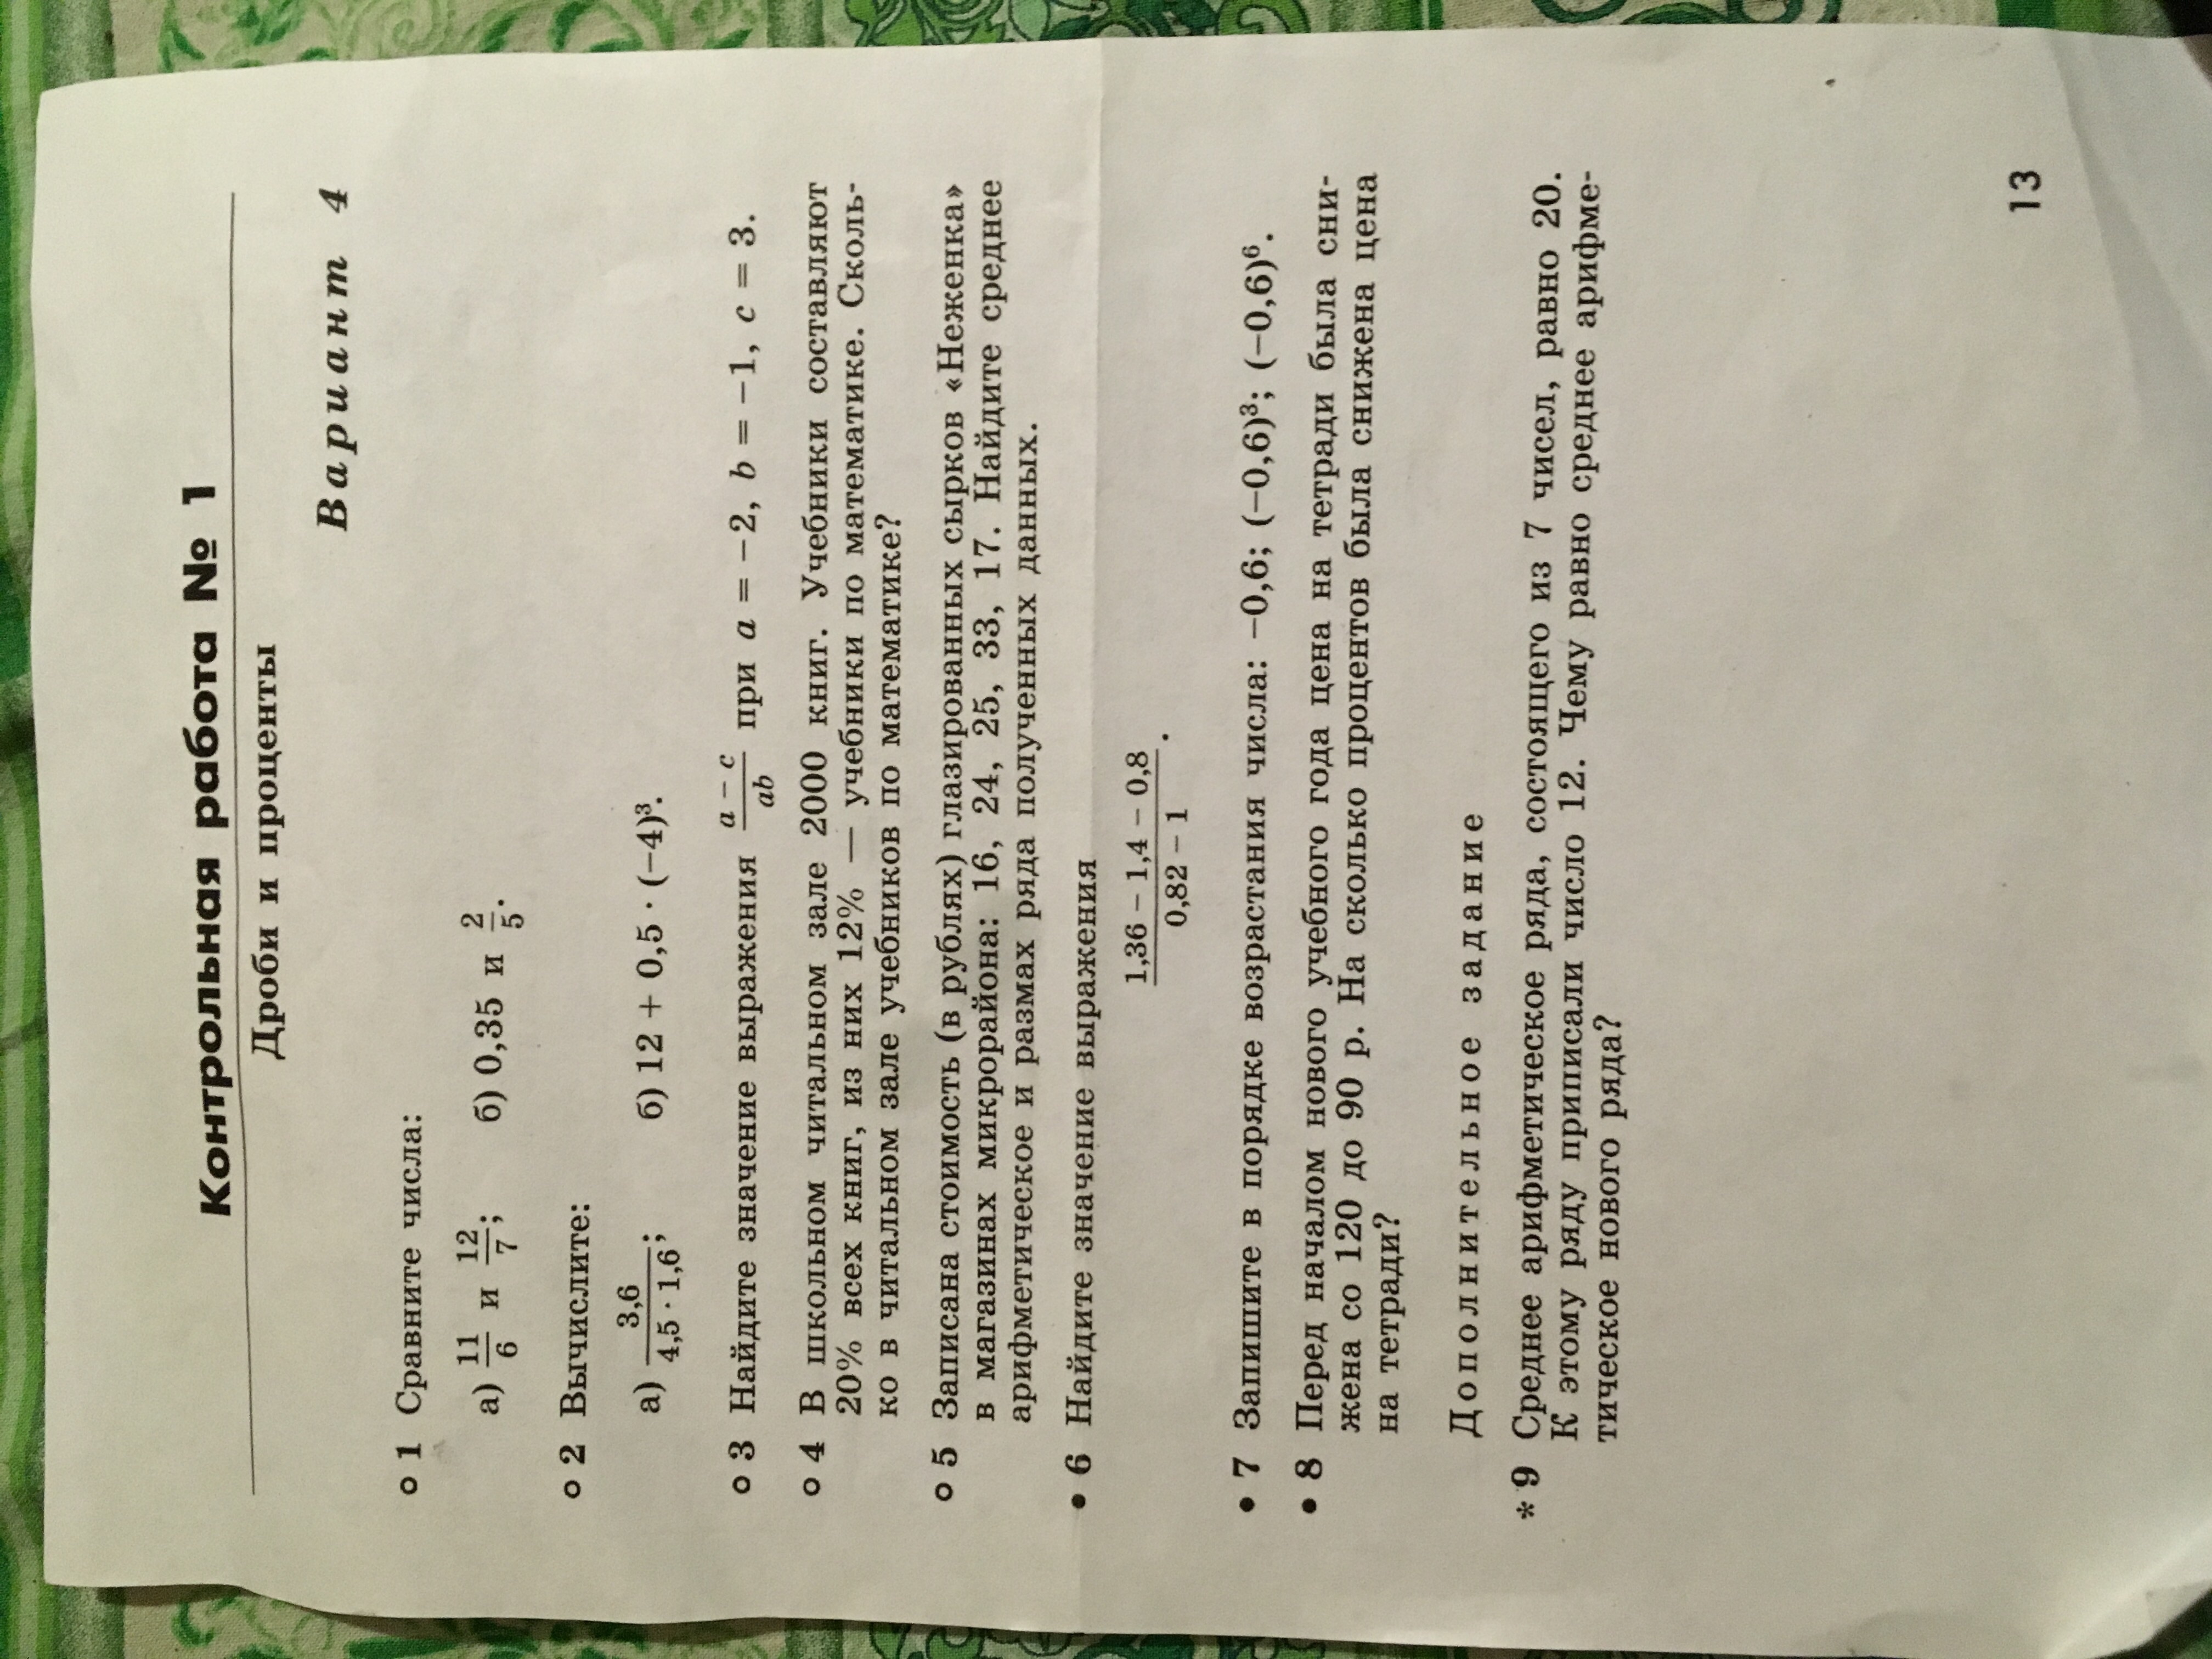 Контрольная работа № 1
Дроби и проценты
Вариант 4
1 Сравните числа:
а) 11/6 и 12/7; б) 0,35 и 2/5.
2 Вычислите:
а) 3,6/(4,5 · 1,6); б) 12 + 0,5 · (−4)³.
3 Найдите значение выражения (a − c)/ab при a = −2, b = −1, c = 3.
4 В школьном читальном зале 2000 книг. Учебники составляют
20% всех книг, из них 12% — учебники по математике. Сколь-
ко в читальном зале учебников по математике?
5 Записана стоимость (в рублях) глазированных сырков «Неженка»
в магазинах микрорайона: 16, 24, 25, 33, 17. Найдите среднее
арифметическое и размах ряда полученных данных.
6 Найдите значение выражения
(1,36 − 1,4 − 0,8)/(0,82 − 1).
7 Запишите в порядке возрастания числа: −0,6; (−0,6)³; (−0,6)⁶.
8 Перед началом нового учебного года цена на тетради была сни-
жена со 120 до 90 р. На сколько процентов была снижена цена
на тетради?
Дополнительное задание
*9 Среднее арифметическое ряда, состоящего из 7 чисел, равно 20.
К этому ряду приписали число 12. Чему равно среднее арифме-
тическое нового ряда?
13